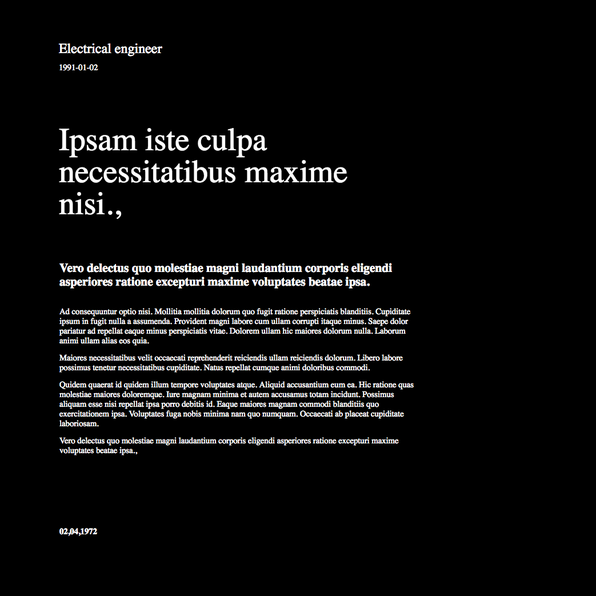 Electrical engineer
1991-01-02
Ipsam iste culpa
necessitatibus maxime
nisi.,
Vero delectus quo molestiae magni laudantium corporis eligendi
asperiores ratione excepturi maxime voluptates beatae ipsa.
Ad consequuntur optio nisi. Mollitia mollitia dolorum quo fugit ratione perspiciatis blanditiis. Cupiditate
ipsum in fugit nulla a assumenda. Provident magni labore cum ullam corrupti itaque minus. Saepe dolor
pariatur ad repellat eaque minus perspiciatis vitae. Dolorem ullam hic maiores dolorum nulla. Laborum
animi ullam alias eos quia.
Maiores necessitatibus velit occaecati reprehenderit reiciendis ullam reiciendis dolorum. Libero labore
possimus tenetur necessitatibus cupiditate. Natus repellat cumque animi doloribus commodi.
Quidem quaerat id quidem illum tempore voluptates atque. Aliquid accusantium eum ea. Hic ratione quas
molestiae maiores doloremque. Iure magnam minima et autem accusamus totam incidunt. Possimus
aliquam esse nisi repellat ipsa porro debitis id. Eaque maiores magnam commodi blanditiis quo
exercitationem ipsa. Voluptates fuga nobis minima nam quo numquam. Occaecati ab placeat cupiditate
laboriosam.
Vero delectus quo molestiae magni laudantium corporis eligendi asperiores ratione excepturi maxime
voluptates beatae ipsa.,
02,04,1972